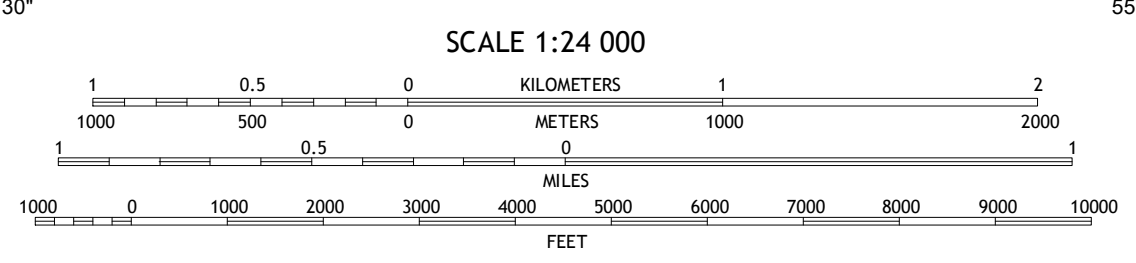 30" 55
SCALE 1:24 000
1 0.5 0 KILOMETERS 1 2
1000 500 0 METERS 1000 2000
1 0.5 0 1
MILES
1000 0 1000 2000 3000 4000 5000 6000 7000 8000 9000 10000
FEET